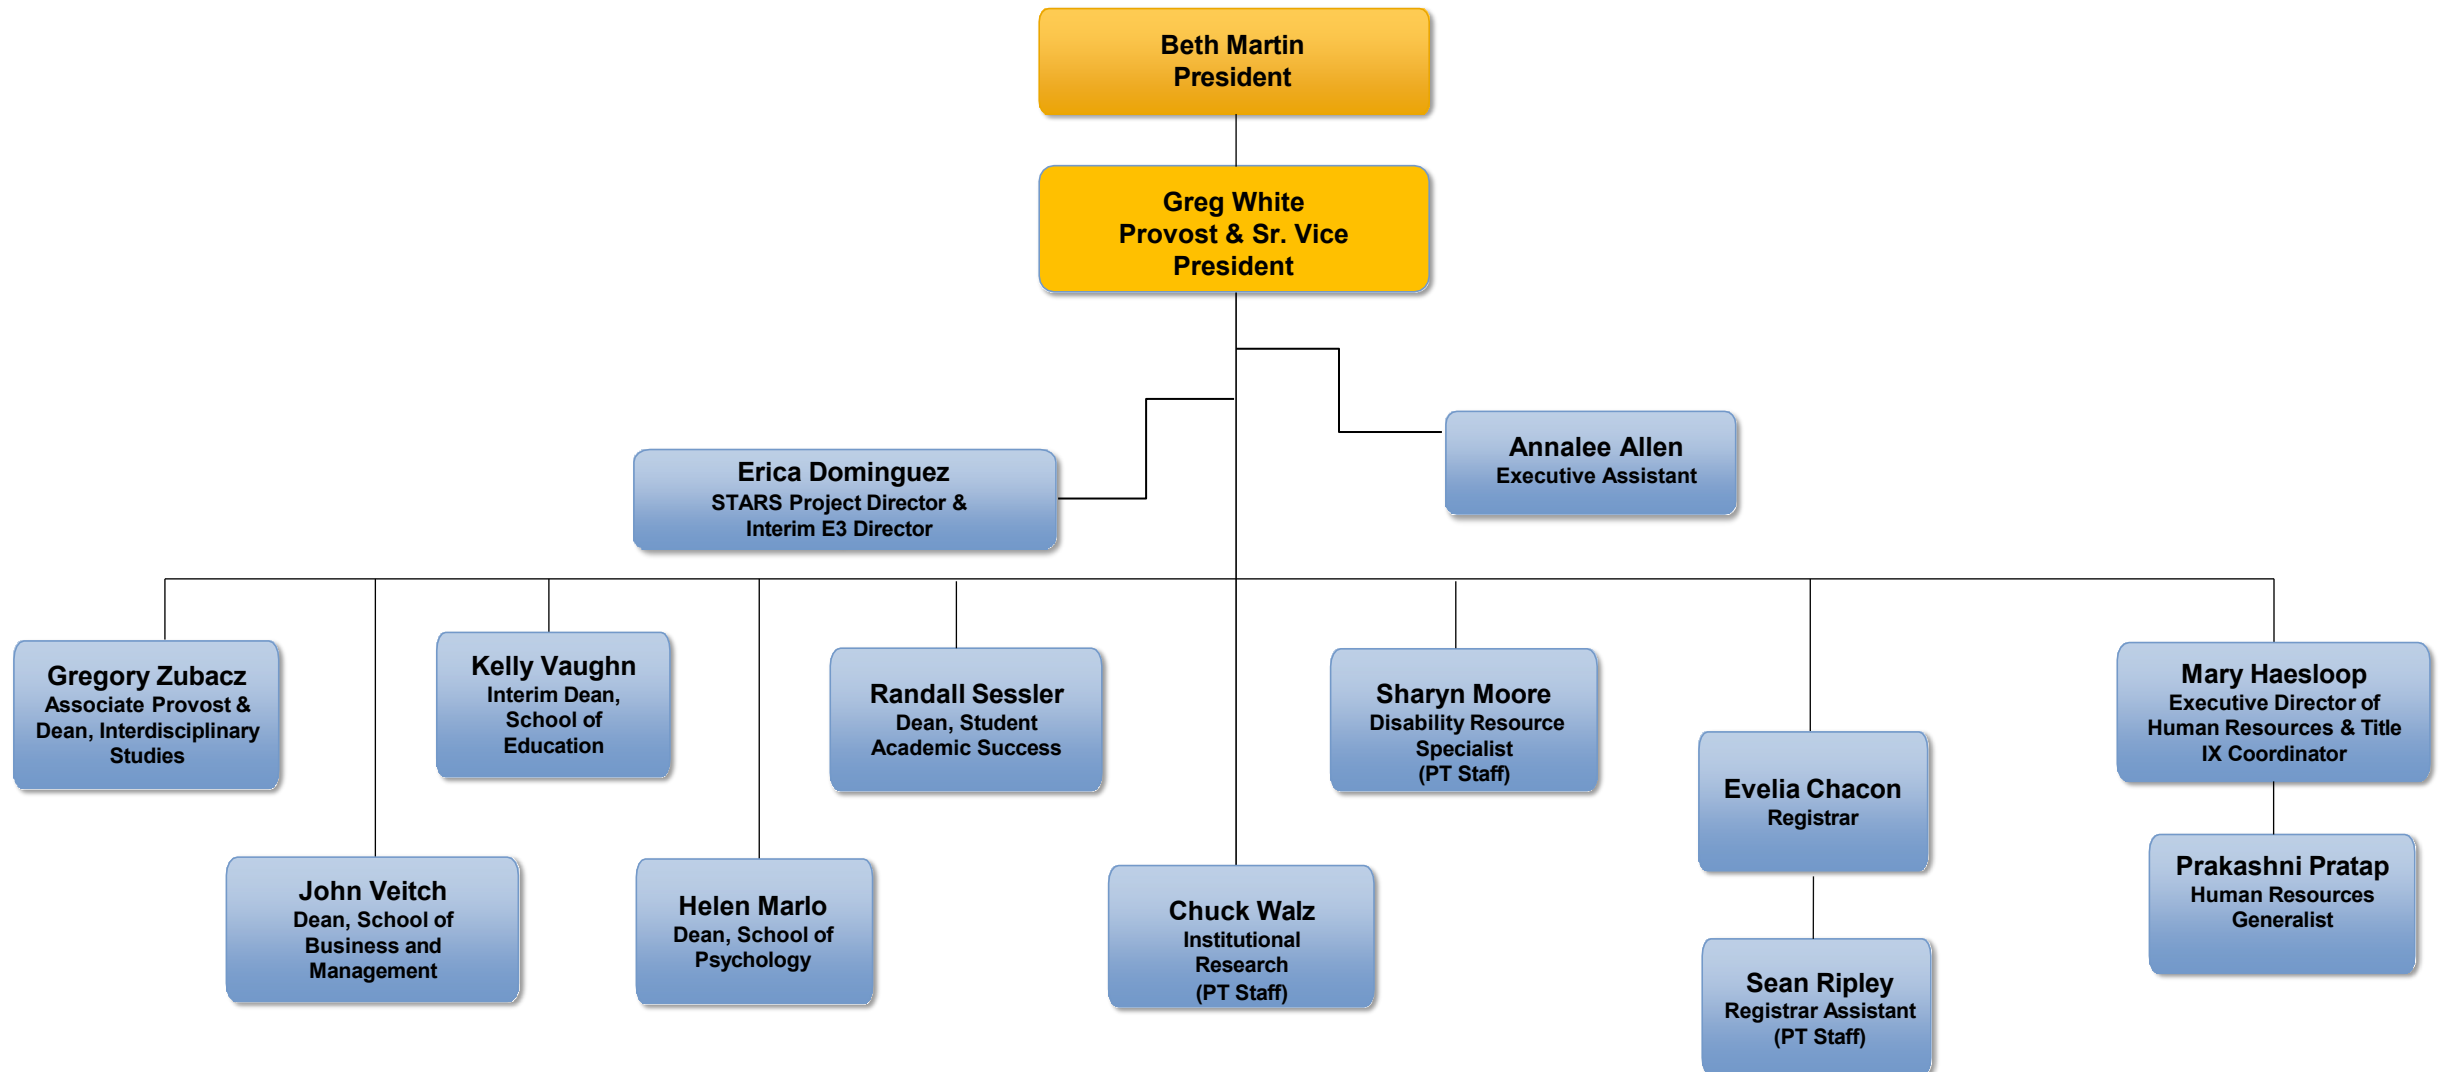 Beth Martin
President
Greg White
Provost & Sr. Vice
President
Annalee Allen
Executive Assistant
Erica Dominguez
STARS Project Director &
Interim E3 Director
Gregory Zubacz
Associate Provost &
Dean, Interdisciplinary
Studies
Kelly Vaughn
Interim Dean,
School of
Education
Randall Sessler
Dean, Student
Academic Success
Sharyn Moore
Disability Resource
Specialist
(PT Staff)
Evelia Chacon
Registrar
Mary Haesloop
Executive Director of
Human Resources & Title
IX Coordinator
John Veitch
Dean, School of
Business and
Management
Helen Marlo
Dean, School of
Psychology
Chuck Walz
Institutional
Research
(PT Staff)
Sean Ripley
Registrar Assistant
(PT Staff)
Prakashni Pratap
Human Resources
Generalist